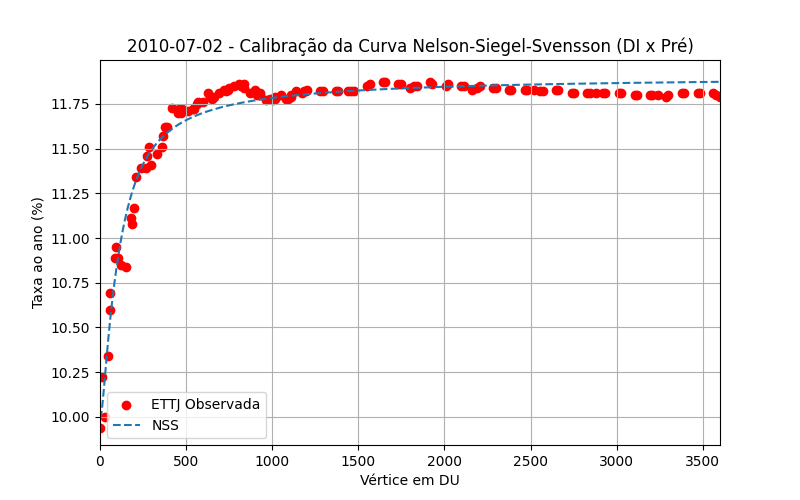 2010-07-02 - Calibração da Curva Nelson-Siegel-Svensson (DI x Pré)
Taxa ao ano (%)
11.75
11.50
11.25
11.00
10.75
10.50
10.25
10.00
ETTJ Observada
NSS
0 500 1000 1500 2000 2500 3000 3500
Vértice em DU